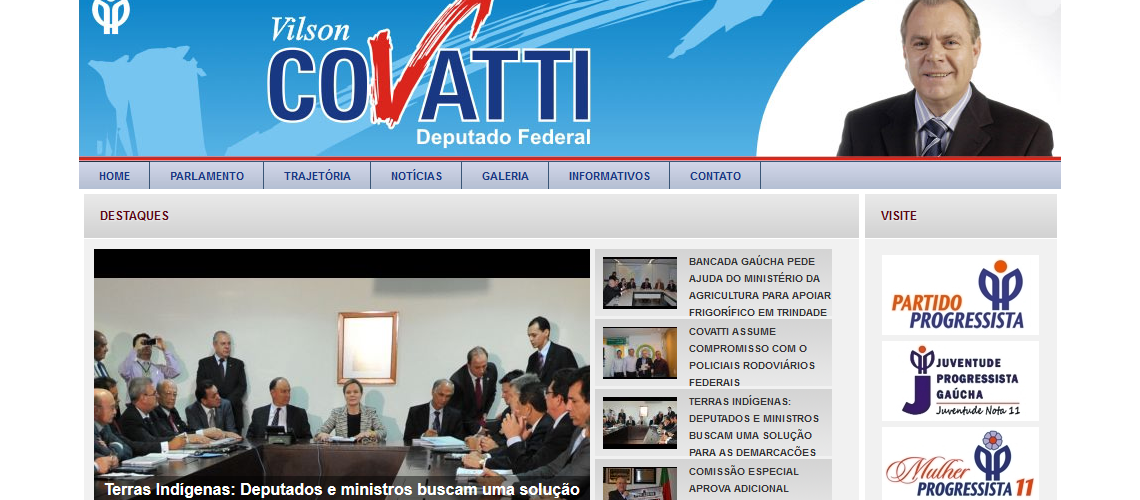 Vilson
COVATTI
Deputado Federal
HOME
PARLAMENTO
TRAJETÓRIA
NOTÍCIAS
GALERIA
INFORMATIVOS
CONTATO
DESTAQUES
Terras Indígenas: Deputados e ministros buscam uma solução
BANCADA GAÚCHA PEDE
AJUDA DO MINISTÉRIO DA
AGRICULTURA PARA APOIAR
FRIGORÍFICO EM TRINDADE
COVATTI ASSUME
COMPROMISSO COM O
POLICIAIS RODOVIÁRIOS
FEDERAIS
TERRAS INDÍGENAS:
DEPUTADOS E MINISTROS
BUSCAM UMA SOLUÇÃO
PARA AS DEMARCAÇÕES
COMISSÃO ESPECIAL
APROVA ADICIONAL
VISITE
PARTIDO
PROGRESSISTA
JUVENTUDE
PROGRESSISTA
GAÚCHA
Juventude Nota 11
Mulher
PROGRESSISTA 11